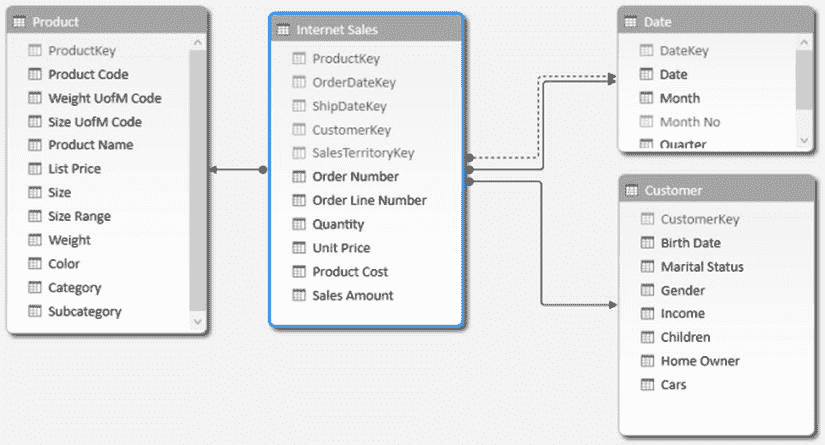 Product
ProductKey
Product Code
Weight UofM Code
Size UofM Code
Product Name
List Price
Size
Size Range
Weight
Color
Category
Subcategory
Internet Sales
ProductKey
OrderDateKey
ShipDateKey
CustomerKey
SalesTerritoryKey
Order Number
Order Line Number
Quantity
Unit Price
Product Cost
Sales Amount
Date
DateKey
Date
Month
Month No
Quarter
Customer
CustomerKey
Birth Date
Marital Status
Gender
Income
Children
Home Owner
Cars